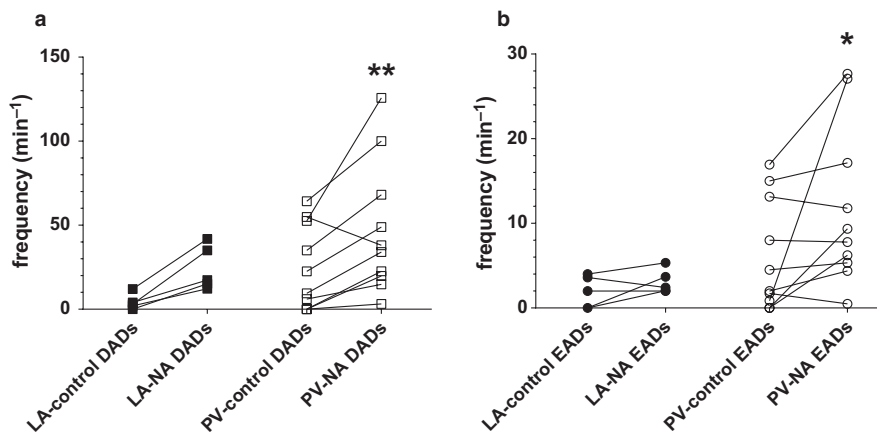 a
frequency (min⁻¹)
150
100
50
0
**
LA-control DADs
LA-NA DADs
PV-control DADs
PV-NA DADs
b
frequency (min⁻¹)
30
20
10
0
*
LA-control EADs
LA-NA EADs
PV-control EADs
PV-NA EADs